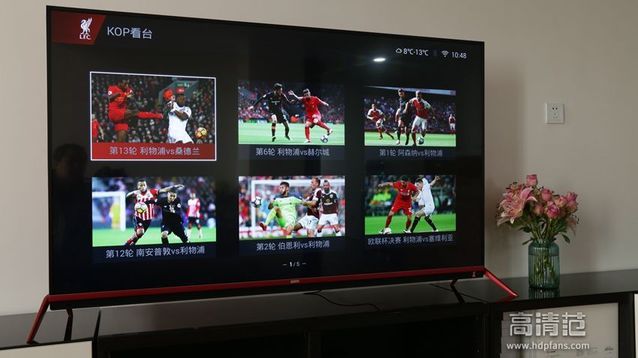 L.F.C.
KOP看台
8℃-13℃ 10:48
第13轮 利物浦vs桑德兰
第6轮 利物浦vs赫尔城
第1轮 阿森纳vs利物浦
第12轮 南安普敦vs利物浦
第2轮 伯恩利vs利物浦
欧联杯决赛 利物浦vs塞维利亚
1/5
高清范
www.hdpfans.com